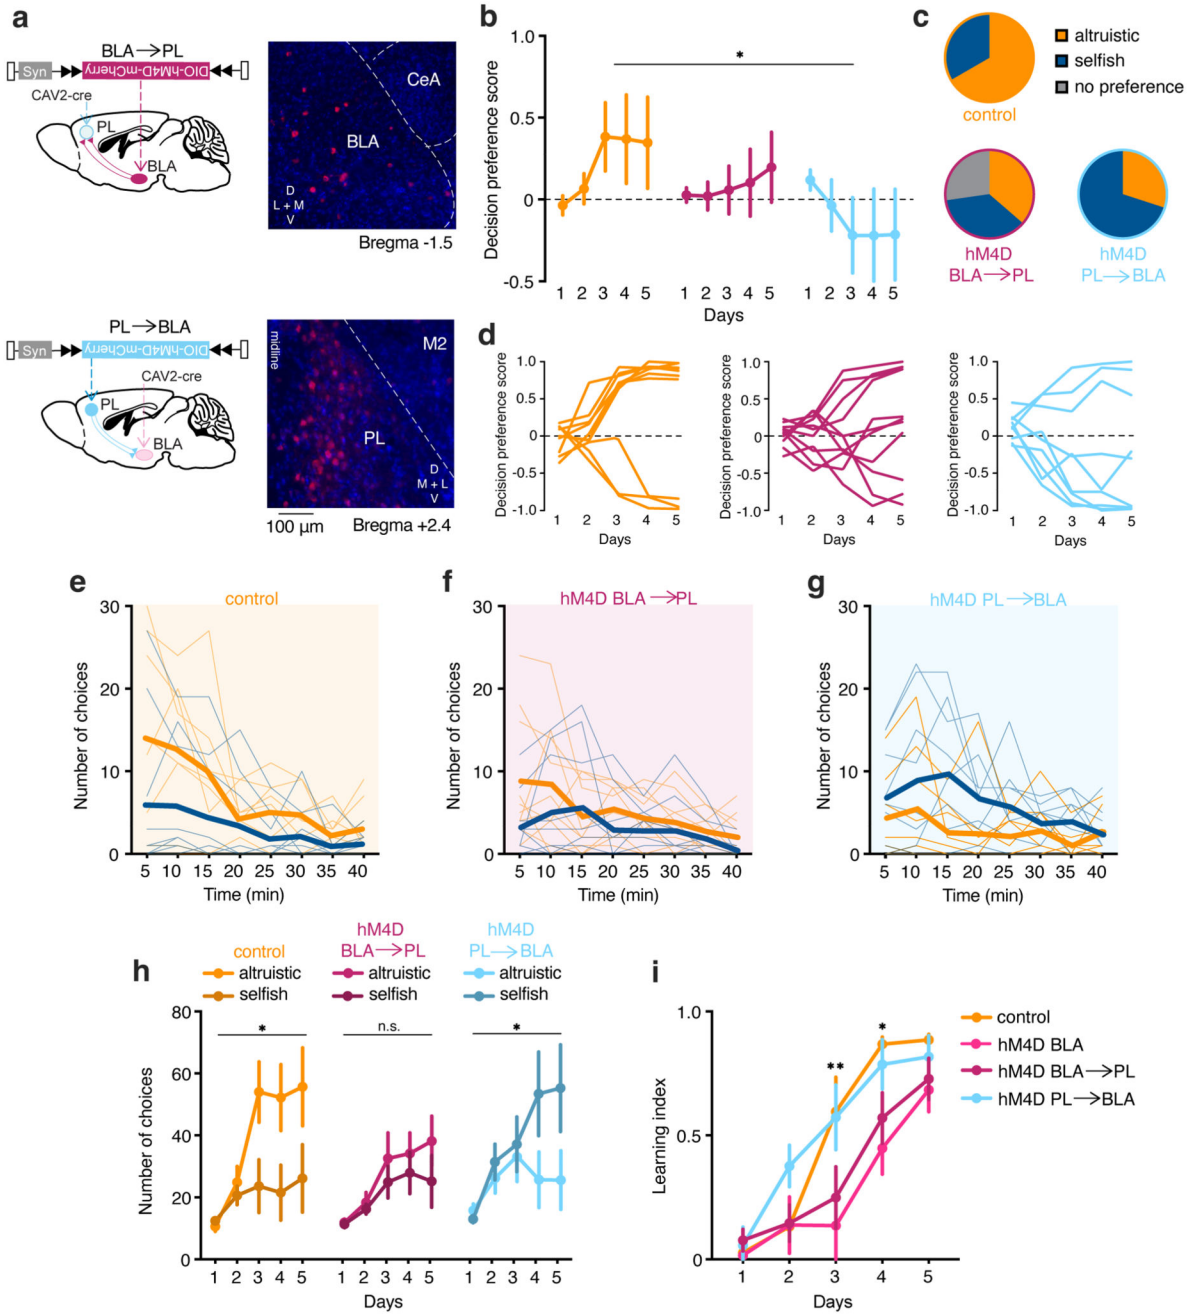 a
BLA→PL
Syn
DIO-hM4D-mCherry
CAV2-cre
PL
BLA
CeA
BLA
D
L + M
V
Bregma -1.5
PL→BLA
Syn
DIO-hM4D-mCherry
CAV2-cre
PL
BLA
midline
M2
PL
D
M + L
V
100 µm
Bregma +2.4
b
Decision preference score
1.0
0.5
0
-0.5
*
1 2 3 4 5 1 2 3 4 5 1 2 3 4 5
Days
c
altruistic
selfish
no preference
control
hM4D
BLA→PL
hM4D
PL→BLA
d
Decision preference score
1.0
0.5
0
-0.5
-1.0
1 2 3 4 5
Days
Decision preference score
1.0
0.5
0
-0.5
-1.0
1 2 3 4 5
Days
Decision preference score
1.0
0.5
0
-0.5
-1.0
1 2 3 4 5
Days
e
control
Number of choices
30
20
10
0
5 10 15 20 25 30 35 40
Time (min)
f
hM4D BLA→PL
Number of choices
30
20
10
0
5 10 15 20 25 30 35 40
Time (min)
g
hM4D PL→BLA
Number of choices
30
20
10
0
5 10 15 20 25 30 35 40
Time (min)
h
control
altruistic
selfish
hM4D
BLA→PL
altruistic
selfish
hM4D
PL→BLA
altruistic
selfish
Number of choices
80
60
40
20
0
* n.s. *
1 2 3 4 5 1 2 3 4 5 1 2 3 4 5
Days
i
Learning index
1.0
0.5
0
**
*
1 2 3 4 5
Days
control
hM4D BLA
hM4D BLA→PL
hM4D PL→BLA